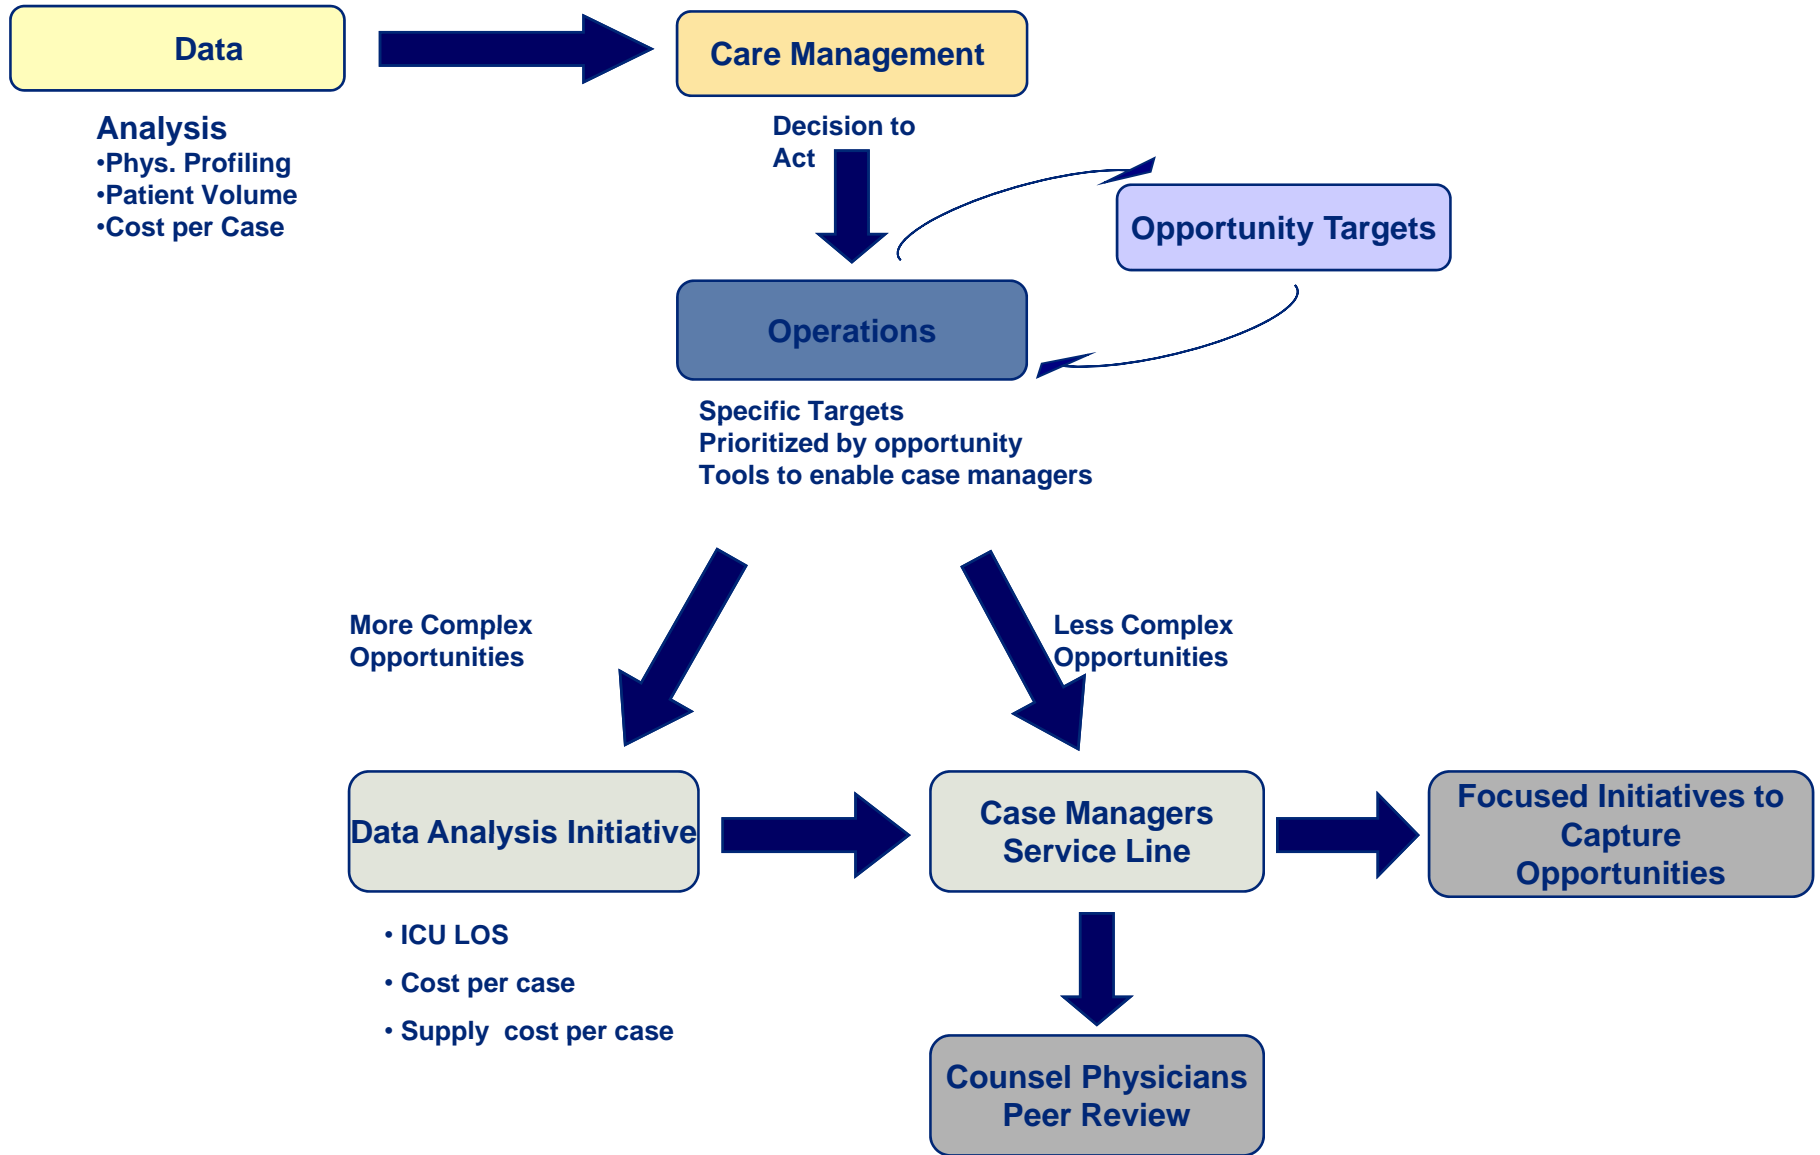 Data
Care Management
Analysis
•Phys. Profiling
•Patient Volume
•Cost per Case
Decision to
Act
Opportunity Targets
Operations
Specific Targets
Prioritized by opportunity
Tools to enable case managers
More Complex
Opportunities
Less Complex
Opportunities
Data Analysis Initiative
Case Managers
Service Line
Focused Initiatives to
Capture
Opportunities
• ICU LOS
• Cost per case
• Supply  cost per case
Counsel Physicians
Peer Review